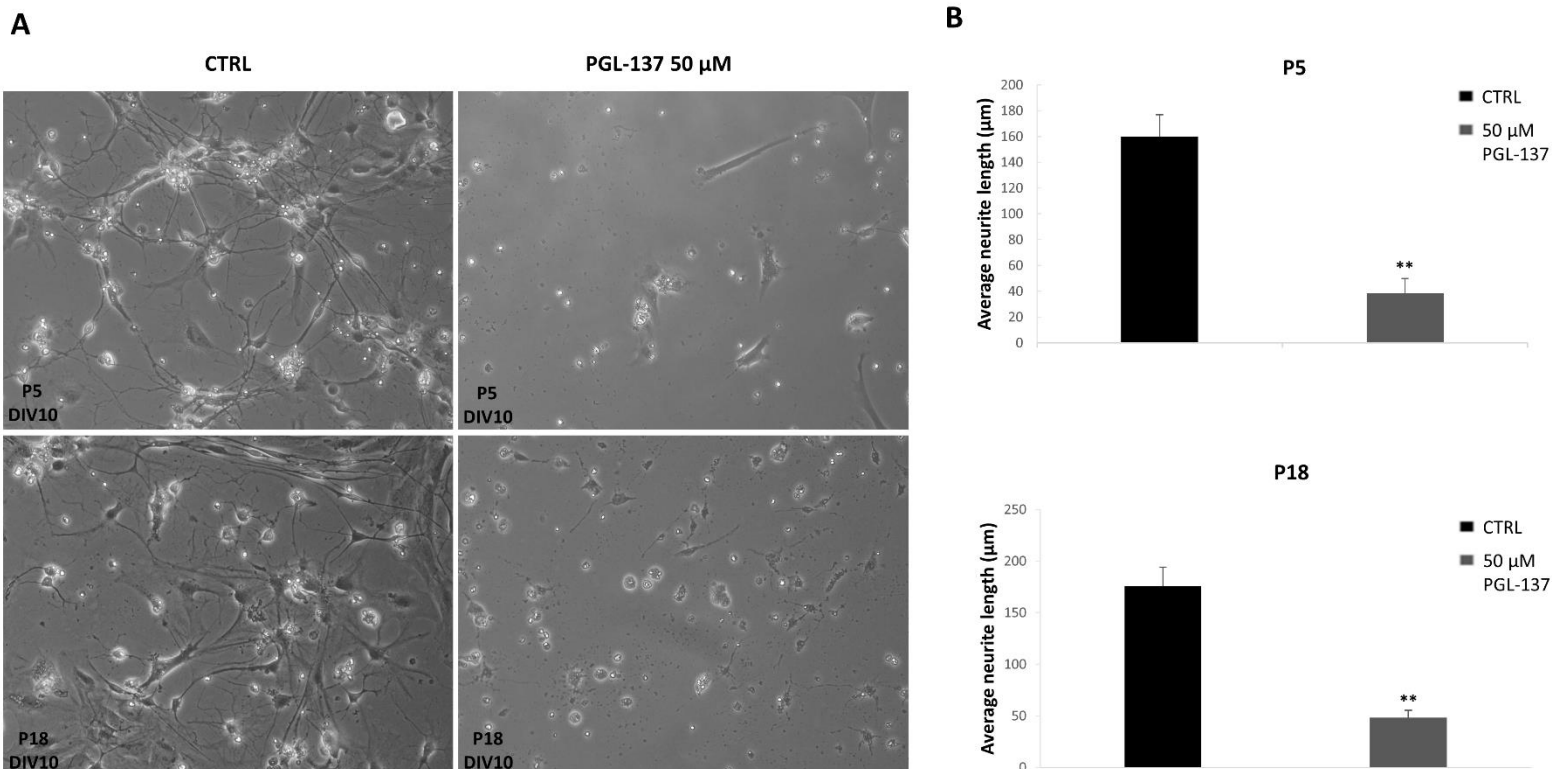 A
CTRL
PGL-137 50 µM
P5
DIV10
P5
DIV10
P18
DIV10
P18
DIV10
B
P5
Average neurite length (µm)
200
180
160
140
120
100
80
60
40
20
0
**
CTRL
50 µM
PGL-137
P18
Average neurite length (µm)
250
200
150
100
50
0
**
CTRL
50 µM
PGL-137